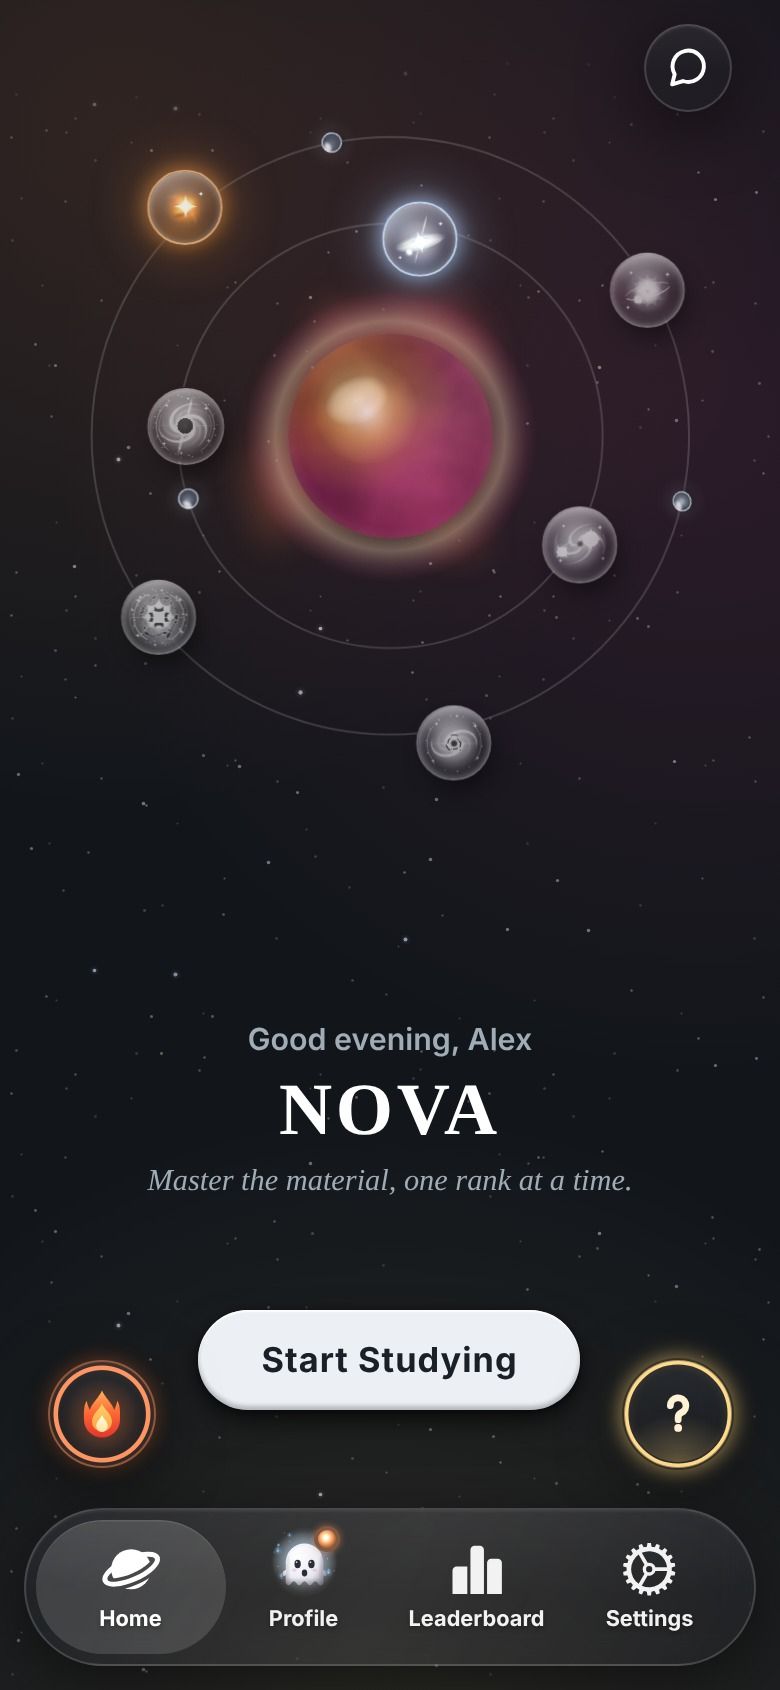 Good evening, Alex
NOVA
Master the material, one rank at a time.
Start Studying
?
Home
Profile
Leaderboard
Settings